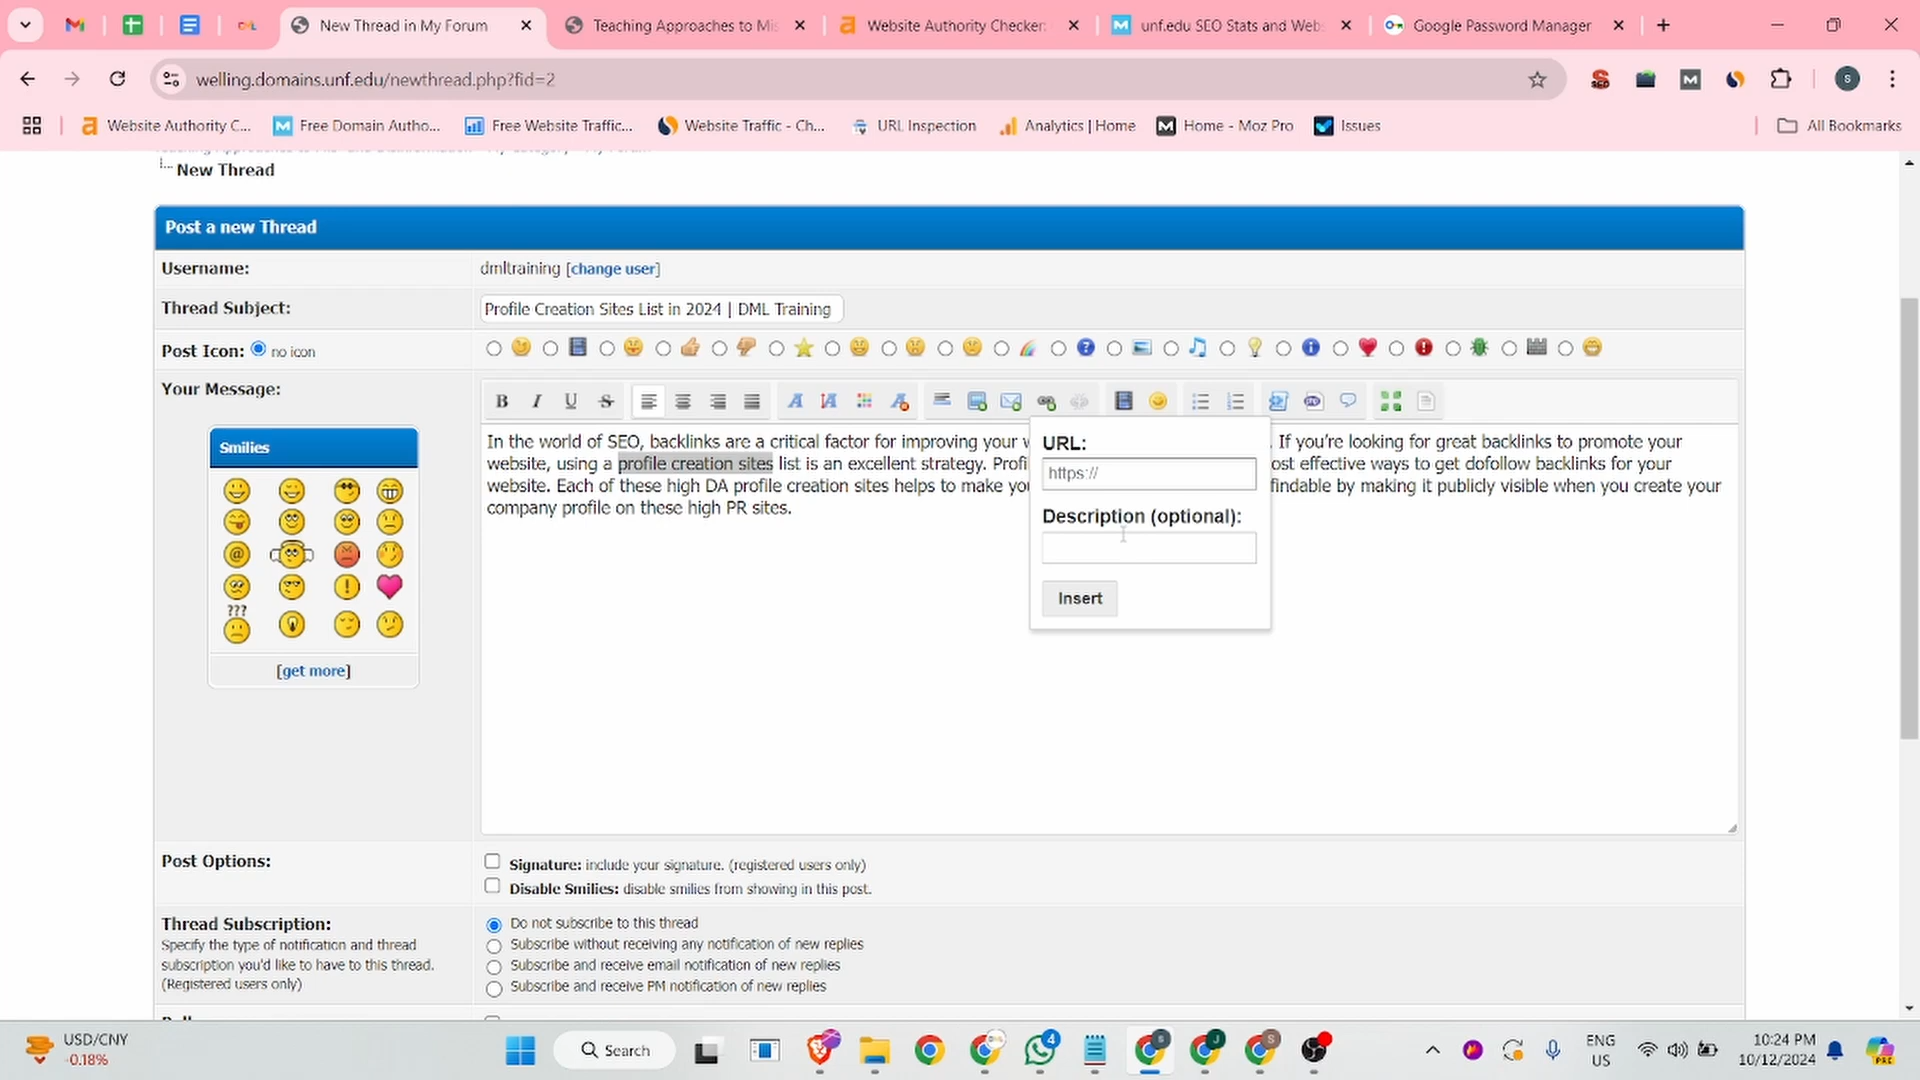 New Thread in My Forum
Teaching Approaches to Mis
Website Authority Checker:
unf.edu SEO Stats and Webs
Google Password Manager
welling.domains.unf.edu/newthread.php?fid=2
Website Authority C...
Free Domain Autho...
Free Website Traffic...
Website Traffic - Ch...
URL Inspection
Analytics | Home
Home - Moz Pro
Issues
All Bookmarks
New Thread
Post a new Thread
Username:
dmltraining [change user]
Thread Subject:
Profile Creation Sites List in 2024 | DML Training
Post Icon:
no icon
Your Message:
Smilies
[get more]
In the world of SEO, backlinks are a critical factor for improving your w
. If you're looking for great backlinks to promote your
website, using a profile creation sites list is an excellent strategy. Profi
ost effective ways to get dofollow backlinks for your
website. Each of these high DA profile creation sites helps to make you
findable by making it publicly visible when you create your
company profile on these high PR sites.
URL:
https://
Description (optional):
Insert
Post Options:
Signature: include your signature. (registered users only)
Disable Smilies: disable smilies from showing in this post.
Thread Subscription:
Specify the type of notification and thread
subscription you'd like to have to this thread.
(Registered users only)
Do not subscribe to this thread
Subscribe without receiving any notification of new replies
Subscribe and receive email notification of new replies
Subscribe and receive PM notification of new replies
USD/CNY
-0.18%
Search
4
ENG
US
10:24 PM
10/12/2024